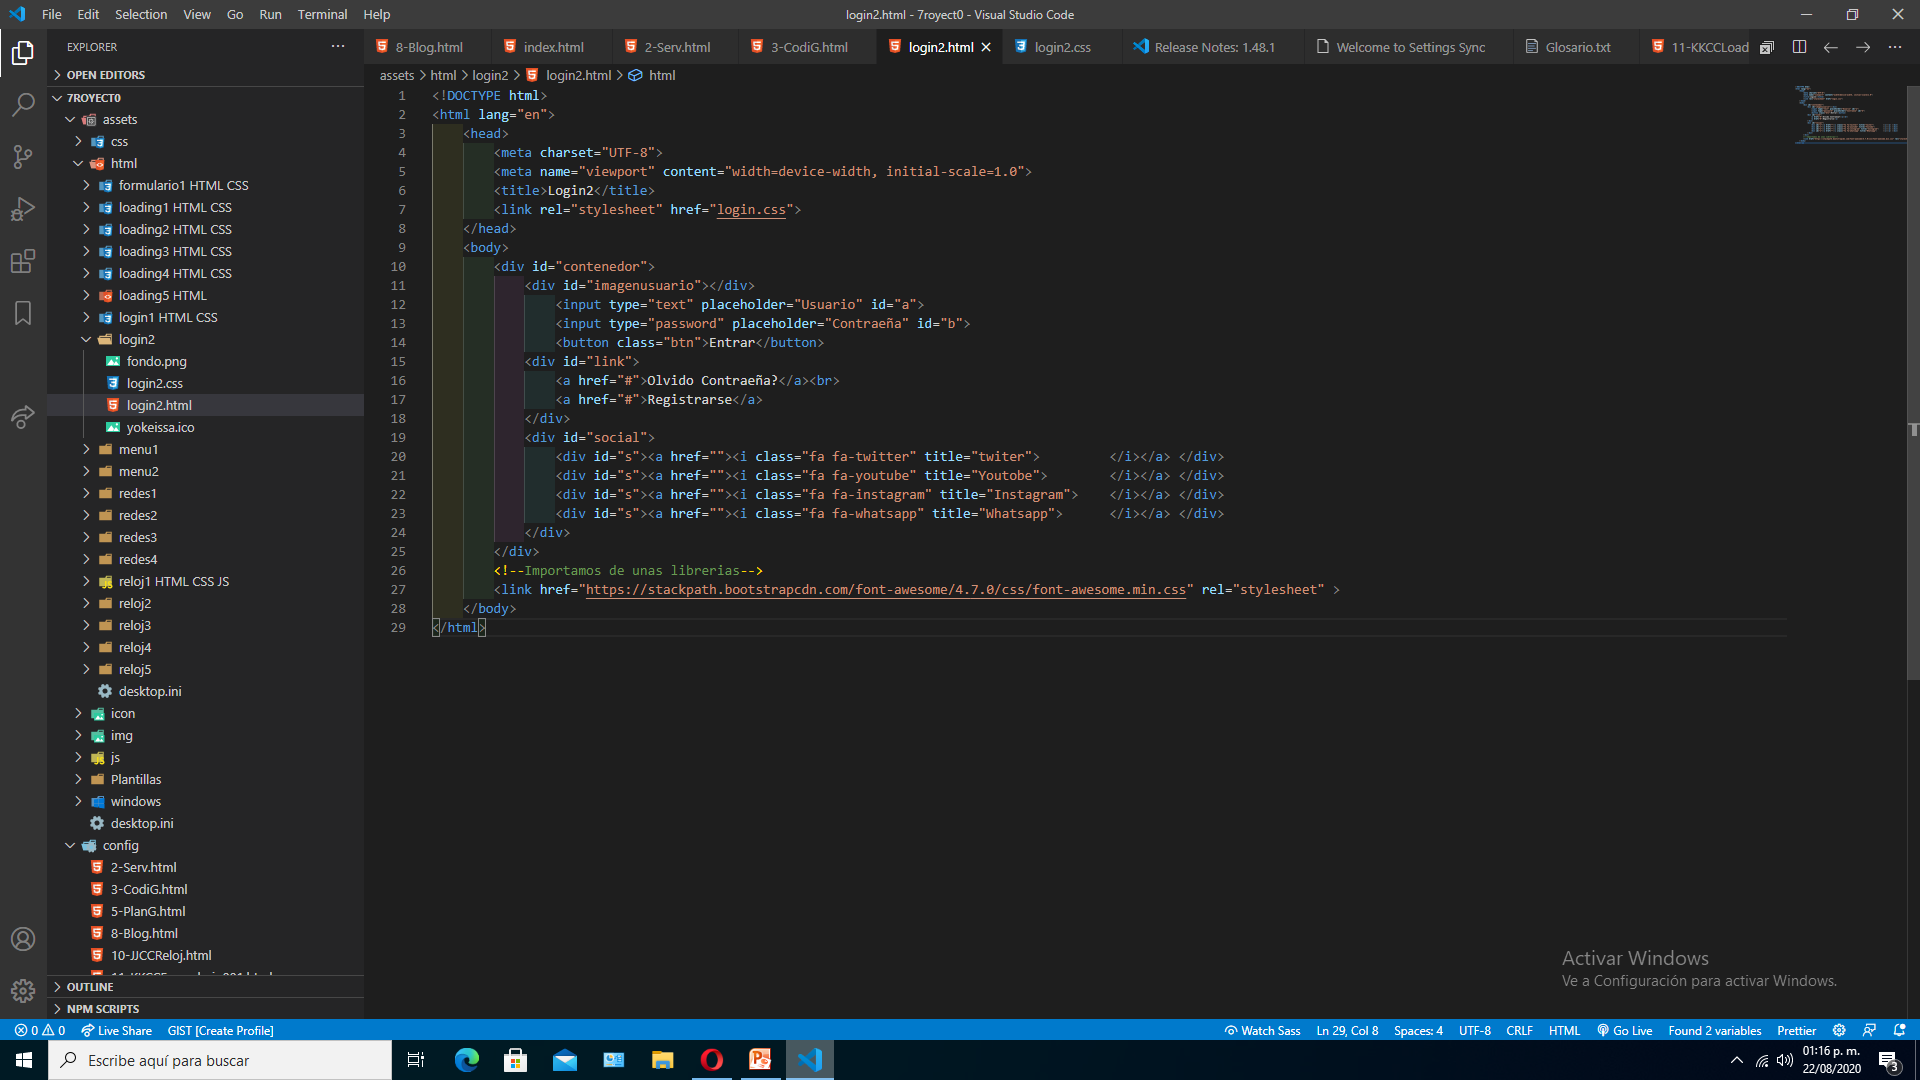 File Edit Selection View Go Run Terminal Help
login2.html - 7royect0 - Visual Studio Code
EXPLORER
8-Blog.html index.html 2-Serv.html 3-CodiG.html login2.html login2.css Release Notes: 1.48.1 Welcome to Settings Sync Glosario.txt 11-KKCCLoad
assets > html > login2 > login2.html > html
OPEN EDITORS
7ROYECT0
assets
css
html
formulario1 HTML CSS
loading1 HTML CSS
loading2 HTML CSS
loading3 HTML CSS
loading4 HTML CSS
loading5 HTML
login1 HTML CSS
login2
fondo.png
login2.css
login2.html
yokeissa.ico
menu1
menu2
redes1
redes2
redes3
redes4
reloj1 HTML CSS JS
reloj2
reloj3
reloj4
reloj5
desktop.ini
icon
img
js
Plantillas
windows
desktop.ini
config
2-Serv.html
3-CodiG.html
5-PlanG.html
8-Blog.html
10-JJCCReloj.html
OUTLINE
NPM SCRIPTS
1 <!DOCTYPE html>
2 <html lang="en">
3 <head>
4 <meta charset="UTF-8">
5 <meta name="viewport" content="width=device-width, initial-scale=1.0">
6 <title>Login2</title>
7 <link rel="stylesheet" href="login.css">
8 </head>
9 <body>
10 <div id="contenedor">
11 <div id="imagenusuario"></div>
12 <input type="text" placeholder="Usuario" id="a">
13 <input type="password" placeholder="Contraeña" id="b">
14 <button class="btn">Entrar</button>
15 <div id="link">
16 <a href="#">Olvido Contraeña?</a><br>
17 <a href="#">Registrarse</a>
18 </div>
19 <div id="social">
20 <div id="s"><a href=""><i class="fa fa-twitter" title="twiter"> </i></a> </div>
21 <div id="s"><a href=""><i class="fa fa-youtube" title="Youtobe"> </i></a> </div>
22 <div id="s"><a href=""><i class="fa fa-instagram" title="Instagram"> </i></a> </div>
23 <div id="s"><a href=""><i class="fa fa-whatsapp" title="Whatsapp"> </i></a> </div>
24 </div>
25 </div>
26 <!--Importamos de unas librerias-->
27 <link href="https://stackpath.bootstrapcdn.com/font-awesome/4.7.0/css/font-awesome.min.css" rel="stylesheet" >
28 </body>
29 </html>
Activar Windows
Ve a Configuración para activar Windows.
0 0 Live Share GIST [Create Profile]
Watch Sass Ln 29, Col 8 Spaces: 4 UTF-8 CRLF HTML Go Live Found 2 variables Prettier
Escribe aquí para buscar
01:16 p. m.
22/08/2020
3